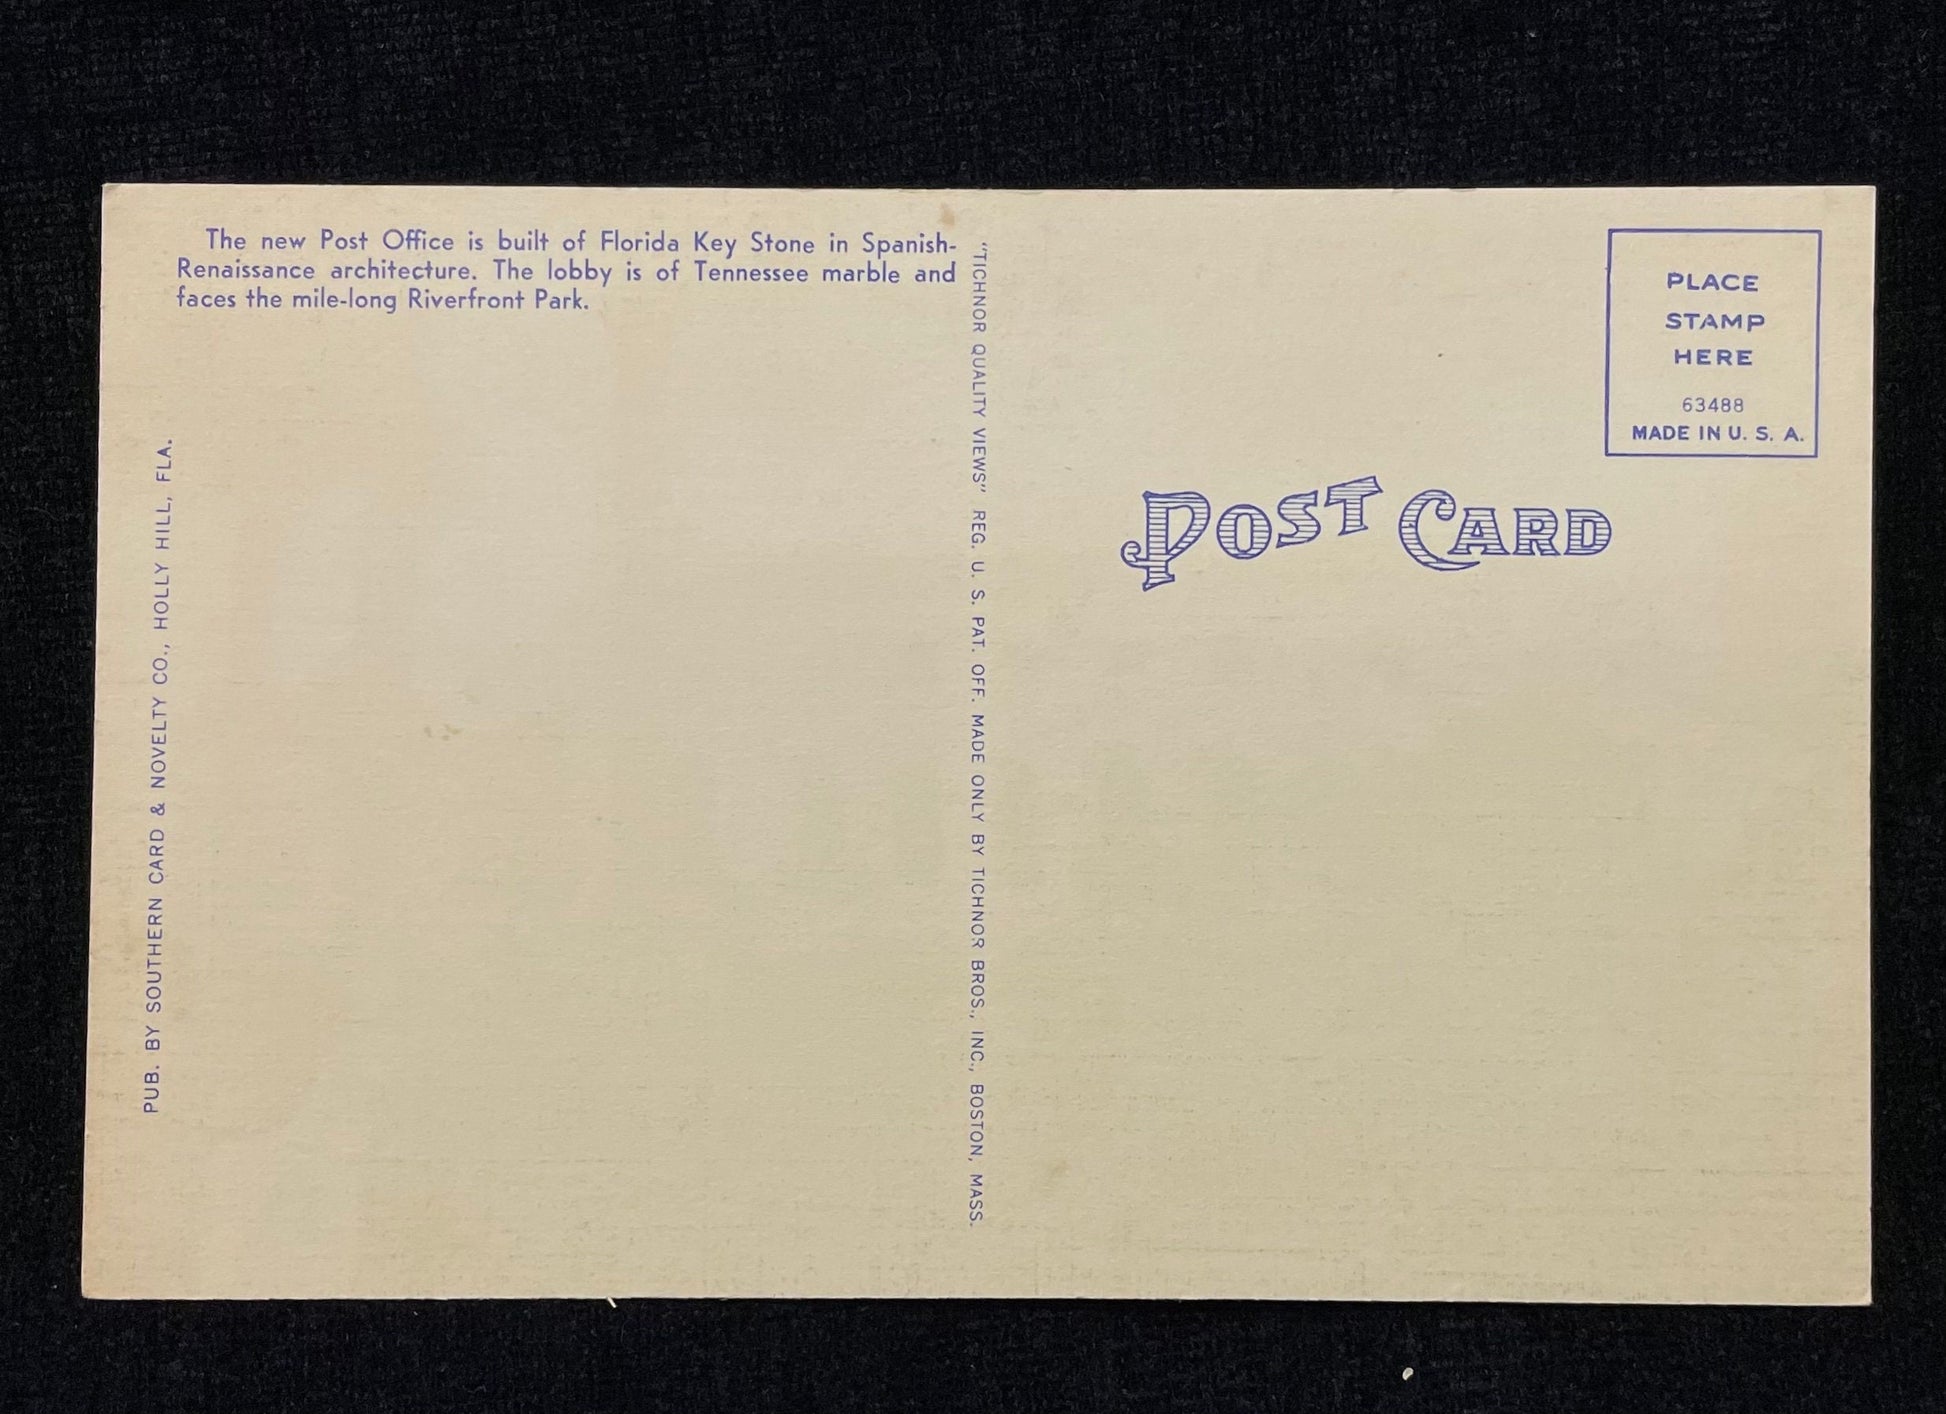 The new Post Office is built of Florida Key Stone in Spanish-
Renaissance architecture. The lobby is of Tennessee marble and
faces the mile-long Riverfront Park.
PUB. BY SOUTHERN CARD & NOVELTY CO., HOLLY HILL, FLA.
"TICHNOR QUALITY VIEWS" REG. U. S. PAT. OFF. MADE ONLY BY TICHNOR BROS., INC., BOSTON, MASS.
PLACE
STAMP
HERE
63488
MADE IN U. S. A.
POST CARD